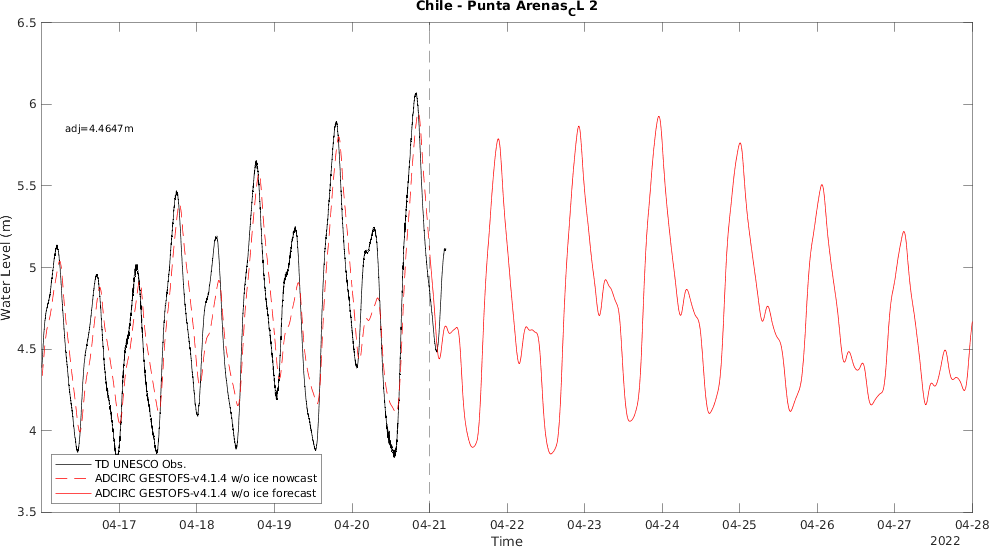 Chile - Punta Arenas_CL 2
6.5
6
5.5
5
4.5
4
3.5
Water Level (m)
adj=4.4647m
TD UNESCO Obs.
ADCIRC GESTOFS-v4.1.4 w/o ice nowcast
ADCIRC GESTOFS-v4.1.4 w/o ice forecast
04-17 04-18 04-19 04-20 04-21 04-22 04-23 04-24 04-25 04-26 04-27 04-28
Time
2022